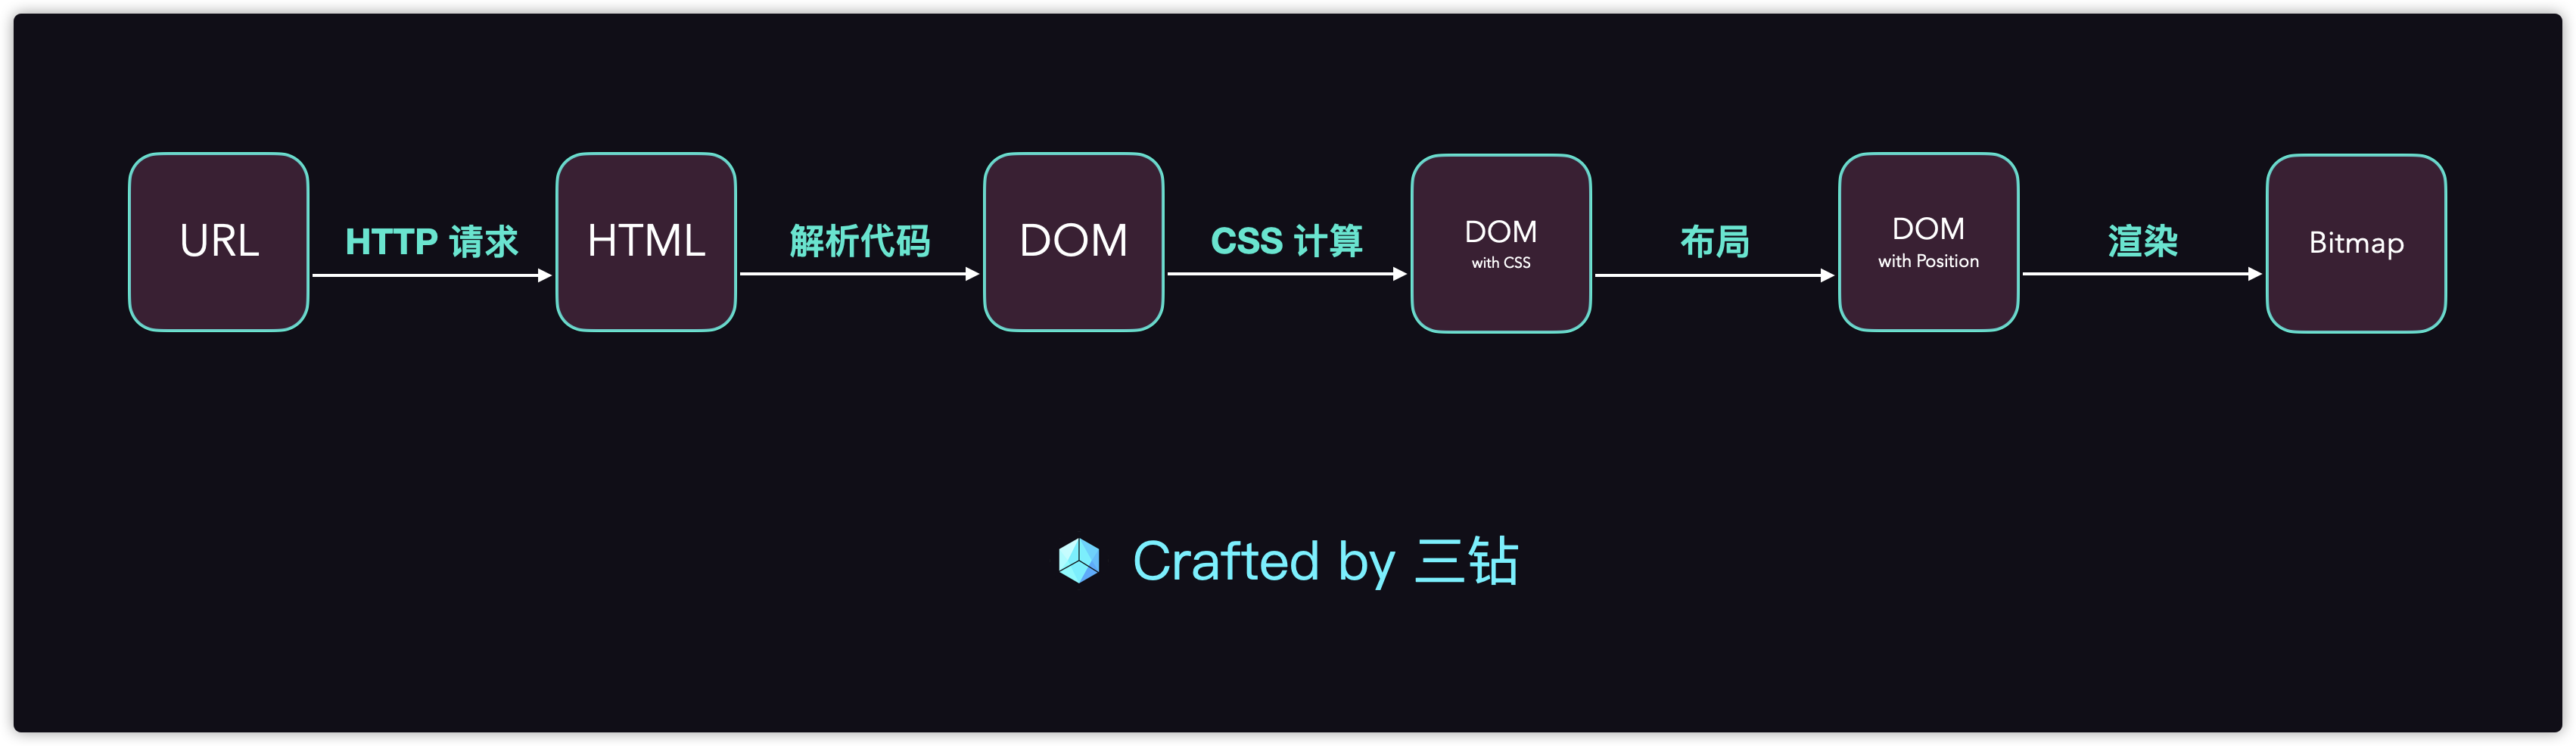 URL
HTTP 请求
HTML
解析代码
DOM
CSS 计算
DOM
with CSS
布局
DOM
with Position
渲染
Bitmap
Crafted by 三钻